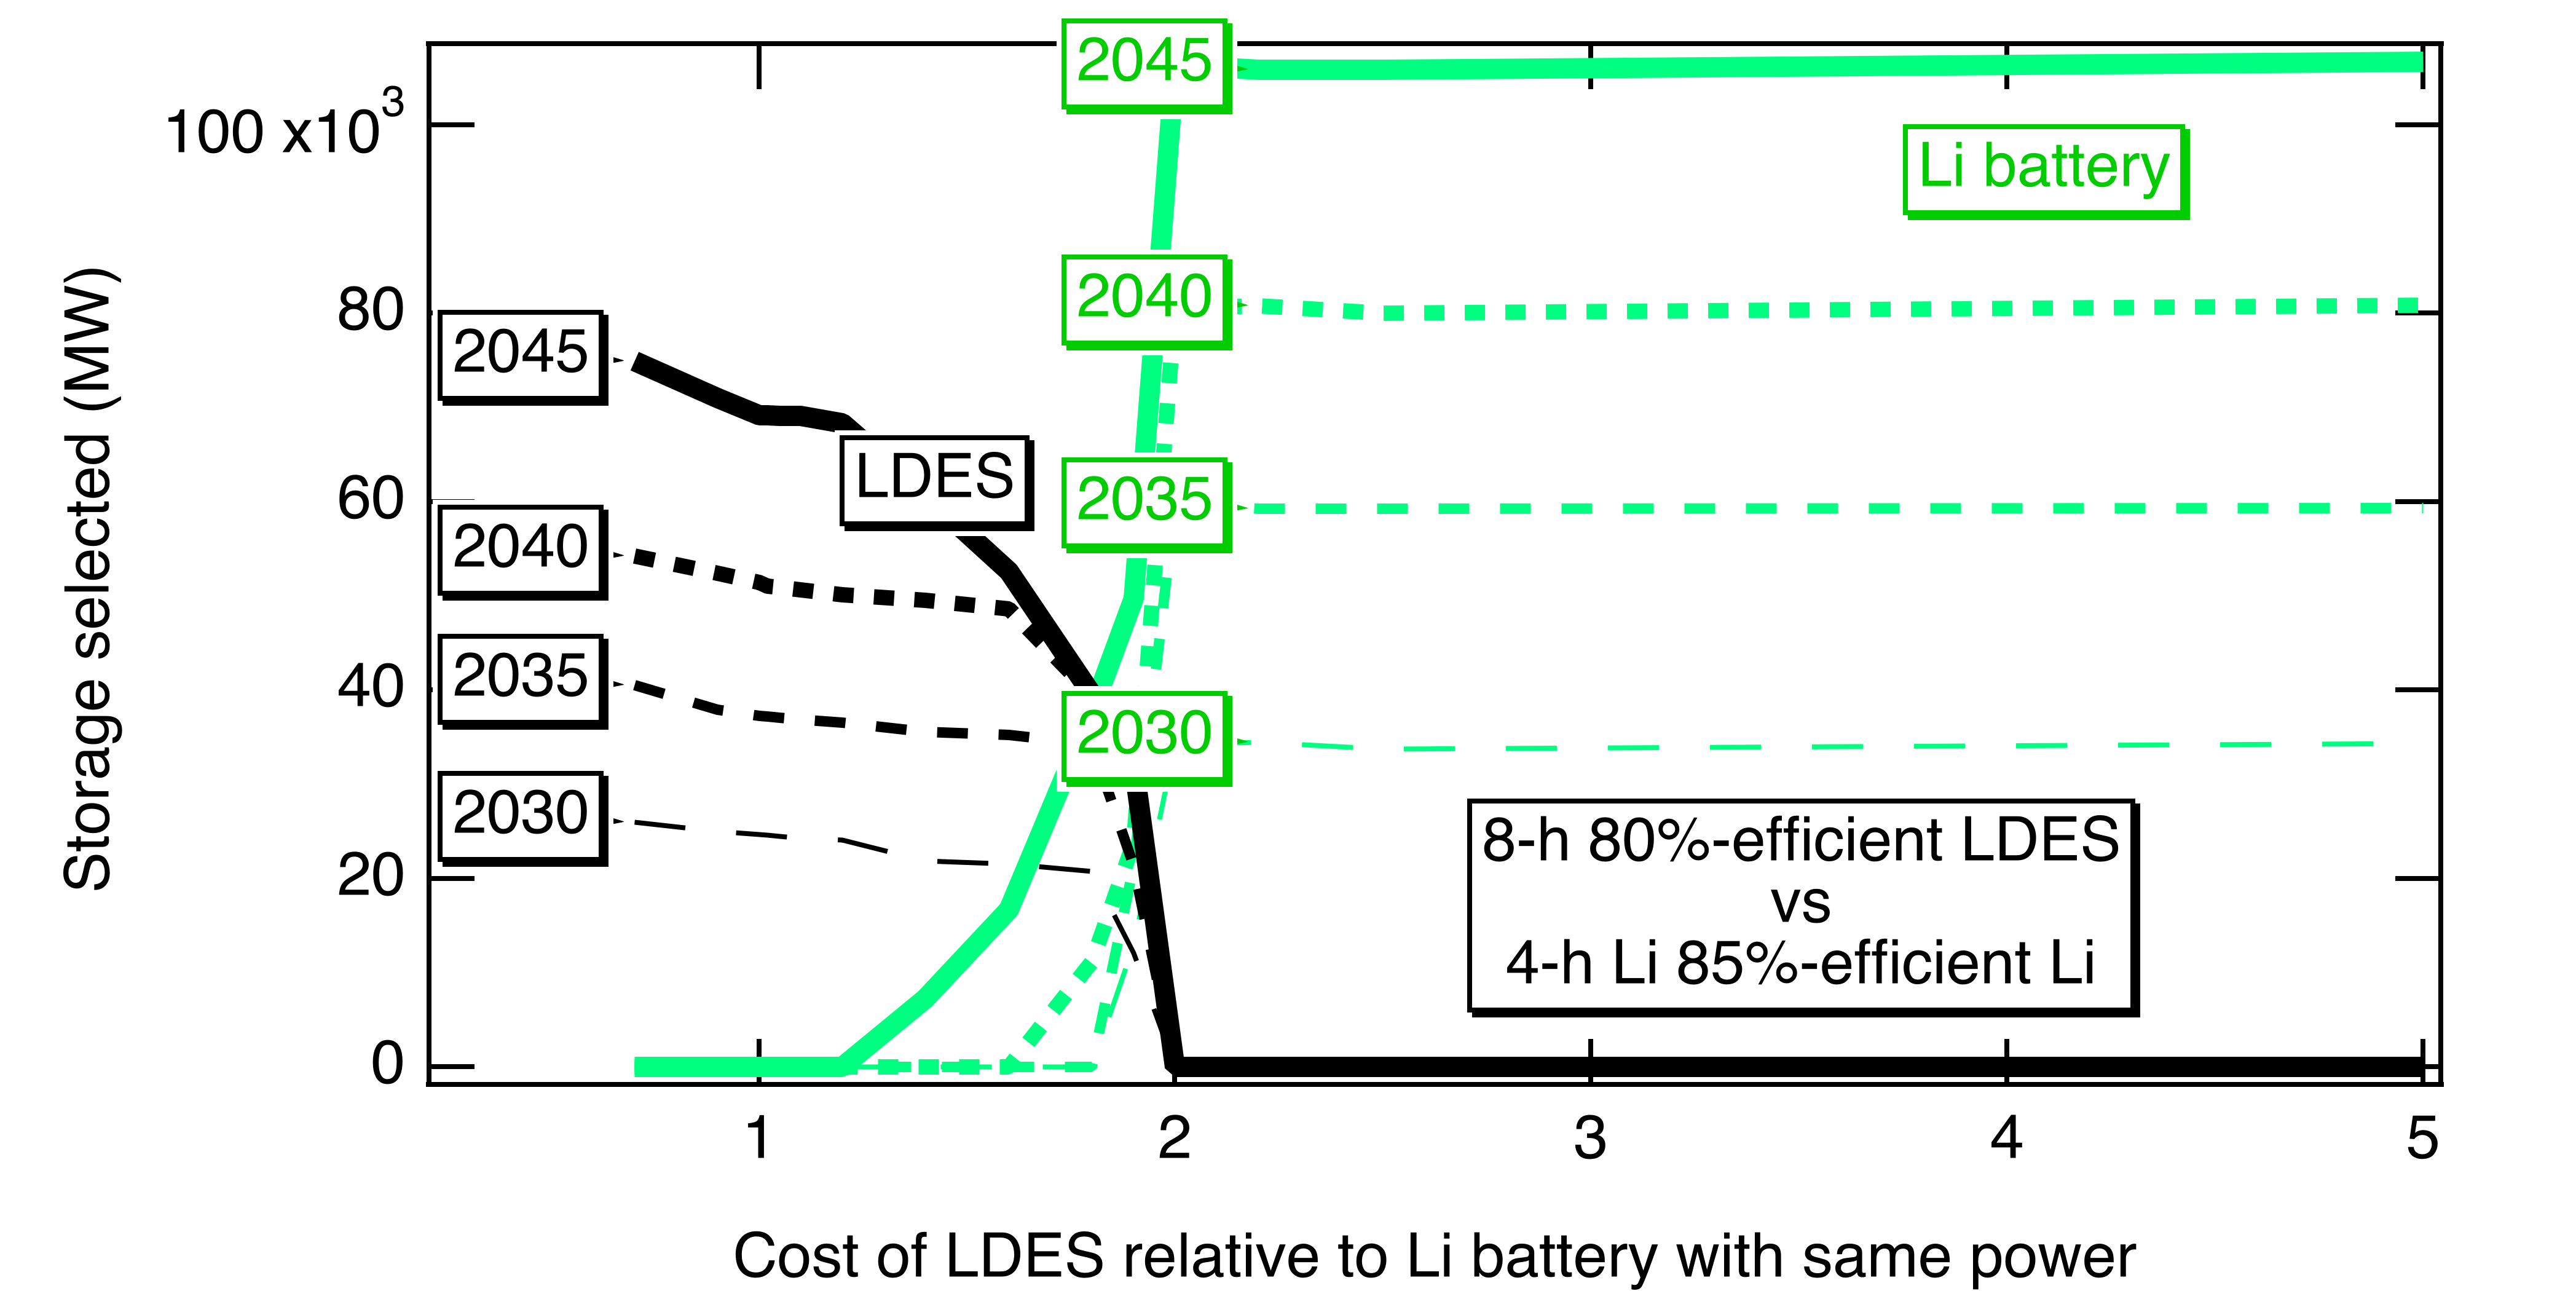 2045
100 x10³
Li battery
80
2040
2045
LDES
60
2035
2040
40
2035
2030
20
2030
8-h 80%-efficient LDES
vs
4-h Li 85%-efficient Li
0
1 2 3 4 5
Storage selected (MW)
Cost of LDES relative to Li battery with same power